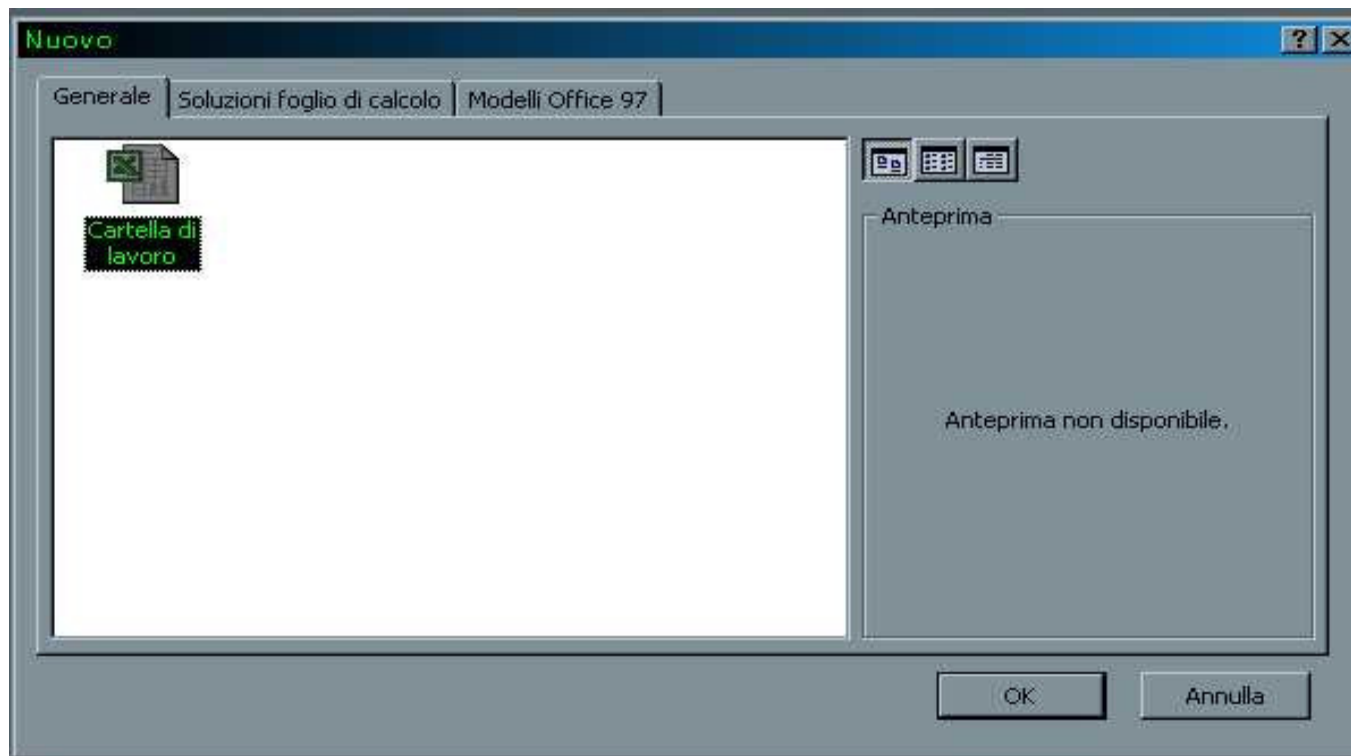 Nuovo
Generale
Soluzioni foglio di calcolo
Modelli Office 97
Cartella di
lavoro
Anteprima
Anteprima non disponibile.
OK
Annulla